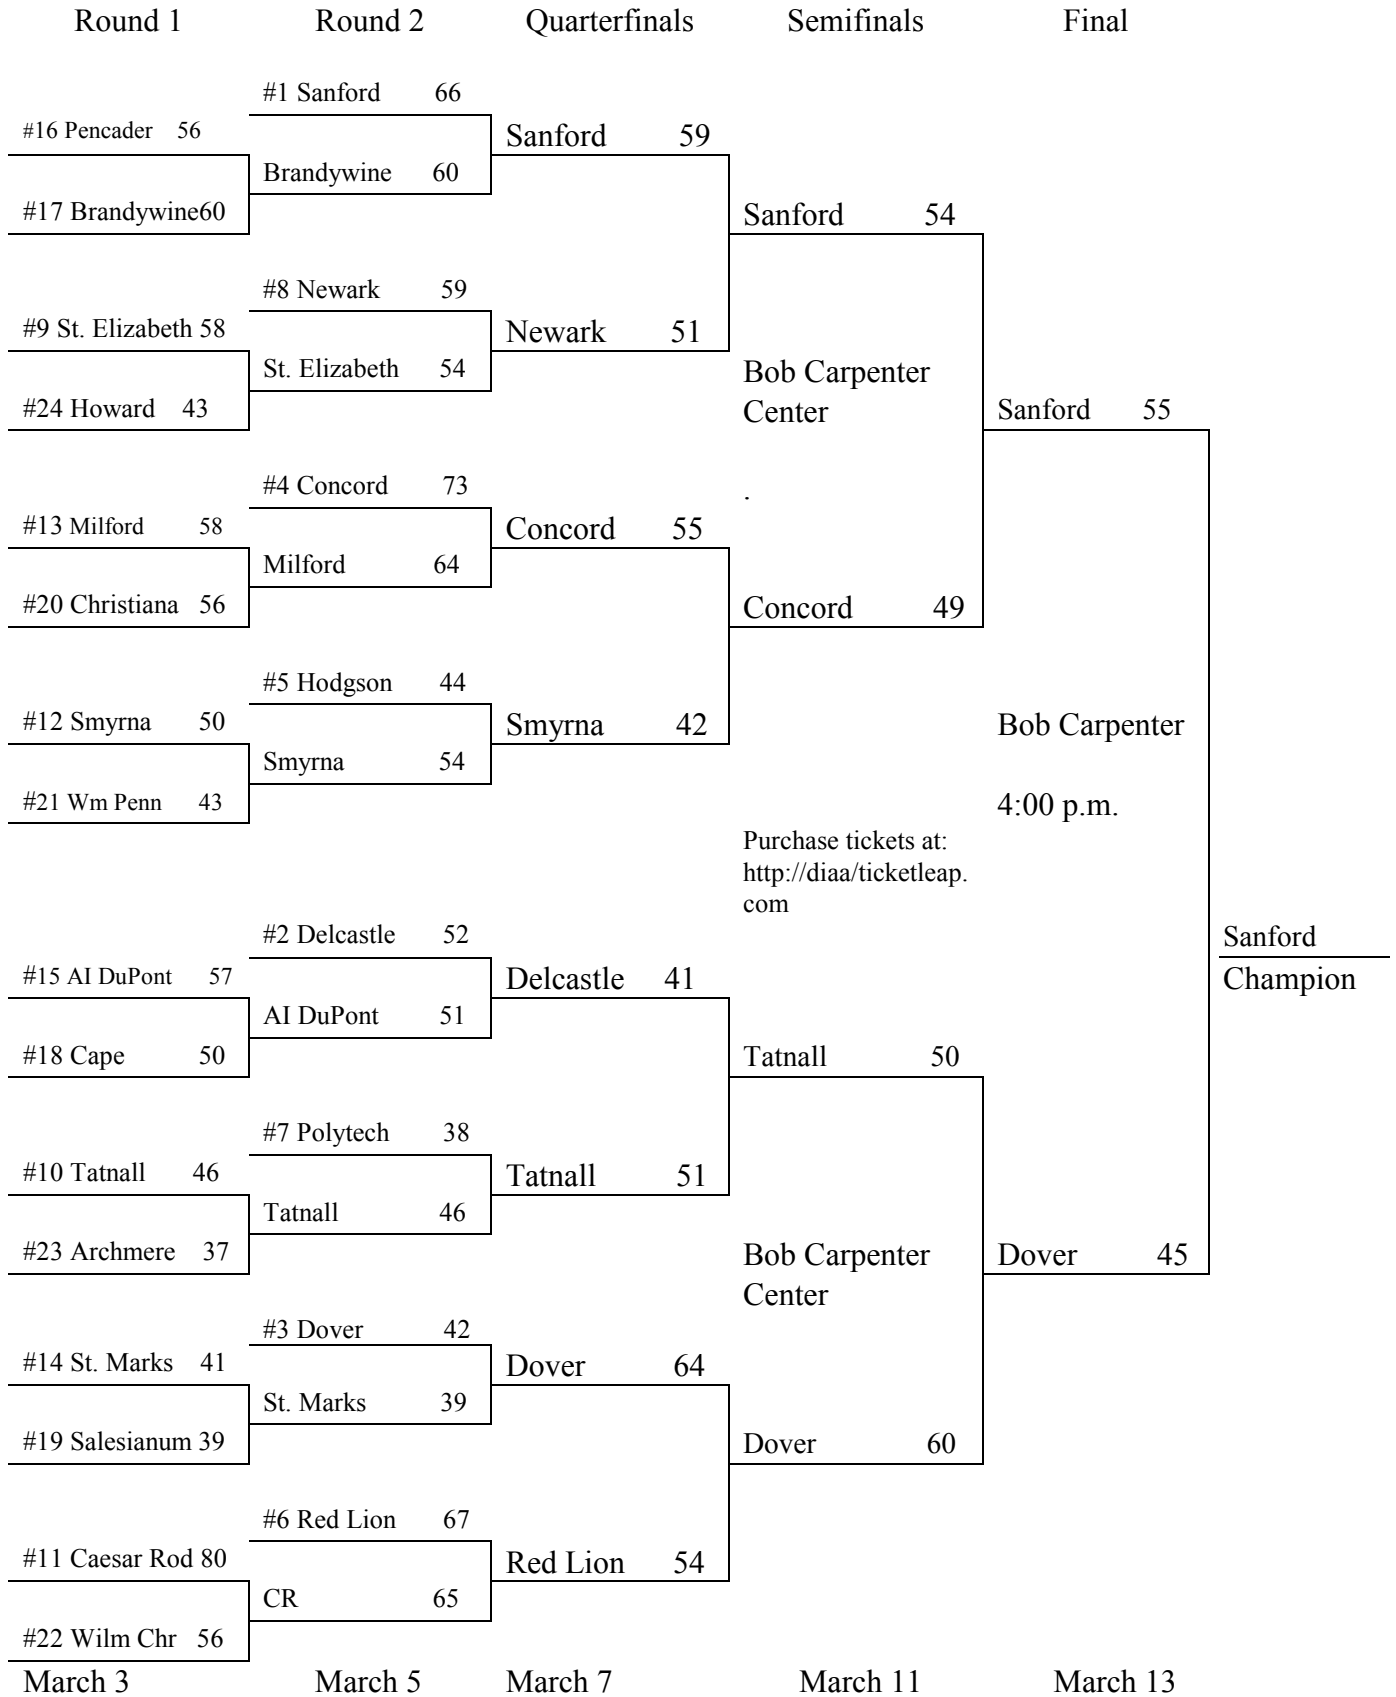 Round 1 Round 2 Quarterfinals Semifinals Final
#1 Sanford 66
#16 Pencader 56
Sanford 59
Brandywine 60
#17 Brandywine60
Sanford 54
#8 Newark 59
#9 St. Elizabeth 58
Newark 51
St. Elizabeth 54
Bob Carpenter
Center
#24 Howard 43
Sanford 55
#4 Concord 73
.
#13 Milford 58
Concord 55
Milford 64
#20 Christiana 56
Concord 49
#5 Hodgson 44
#12 Smyrna 50
Smyrna 42
Bob Carpenter
Smyrna 54
#21 Wm Penn 43
4:00 p.m.
Purchase tickets at:
http://diaa/ticketleap.
com
#2 Delcastle 52
Sanford
#15 AI DuPont 57
Delcastle 41
Champion
AI DuPont 51
#18 Cape 50
Tatnall 50
#7 Polytech 38
#10 Tatnall 46
Tatnall 51
Tatnall 46
#23 Archmere 37
Bob Carpenter
Center
Dover 45
#3 Dover 42
#14 St. Marks 41
Dover 64
St. Marks 39
#19 Salesianum 39
Dover 60
#6 Red Lion 67
#11 Caesar Rod 80
Red Lion 54
CR 65
#22 Wilm Chr 56
March 3 March 5 March 7 March 11 March 13